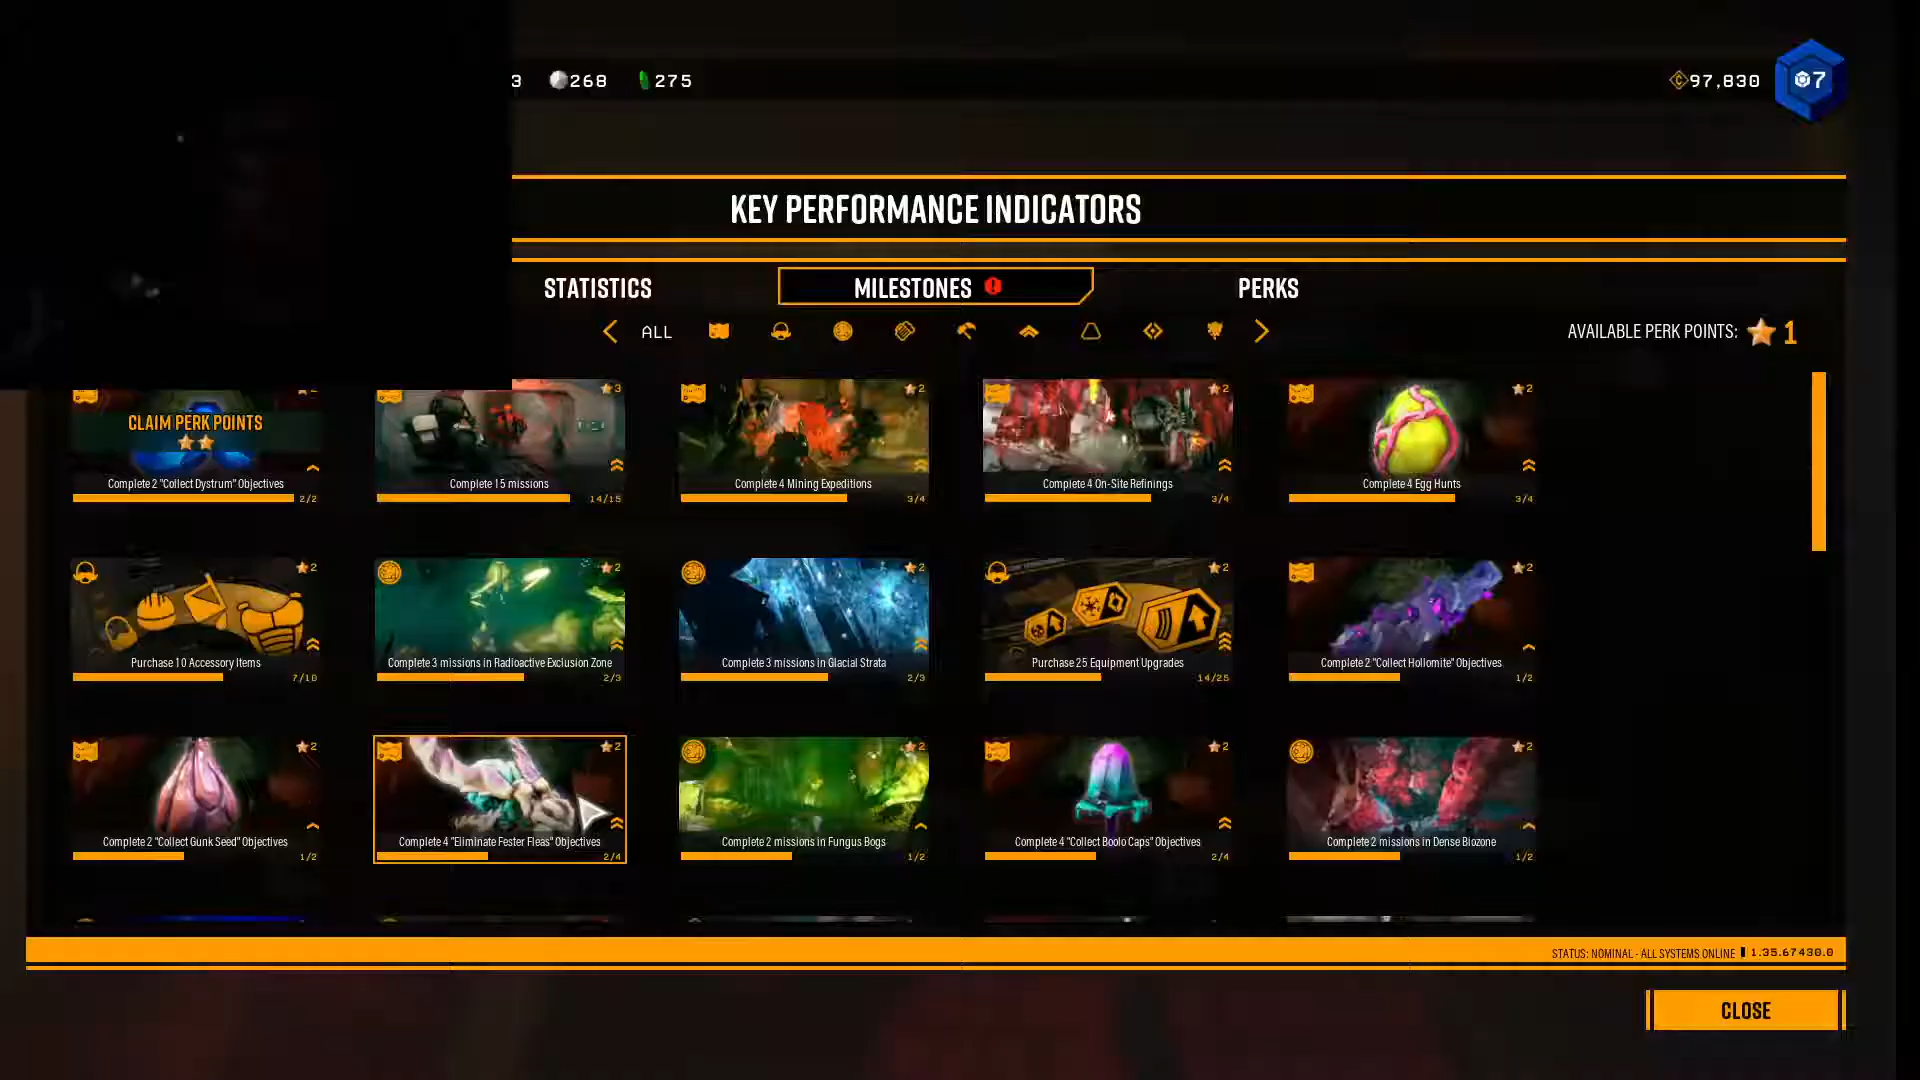 3 268 275 97,830 7
KEY PERFORMANCE INDICATORS
STATISTICS MILESTONES PERKS
ALL AVAILABLE PERK POINTS: 1
CLAIM PERK POINTS
Complete 2 "Collect Dystrum" Objectives
2/2
3
Complete 15 missions
14/15
2
Complete 4 Mining Expeditions
3/4
2
Complete 4 On-Site Refinings
3/4
2
Complete 4 Egg Hunts
3/4
2
Purchase 10 Accessory Items
7/10
2
Complete 3 missions in Radioactive Exclusion Zone
2/3
2
Complete 3 missions in Glacial Strata
2/3
2
Purchase 25 Equipment Upgrades
14/25
2
Complete 2 "Collect Hollomite" Objectives
1/2
2
Complete 2 "Collect Gunk Seed" Objectives
1/2
2
Complete 4 "Eliminate Fester Fleas" Objectives
2/4
2
Complete 2 missions in Fungus Bogs
1/2
2
Complete 4 "Collect Boolo Caps" Objectives
2/4
2
Complete 2 missions in Dense Biozone
1/2
STATUS: NOMINAL - ALL SYSTEMS ONLINE 1.35.67430.0
CLOSE